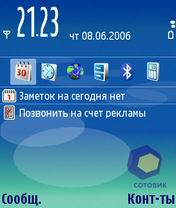 21.23
чт 08.06.2006
30
Заметок на сегодня нет
31
Позвонить на счет рекламы
СОТОВИК
Сообщ.
Конт-ты